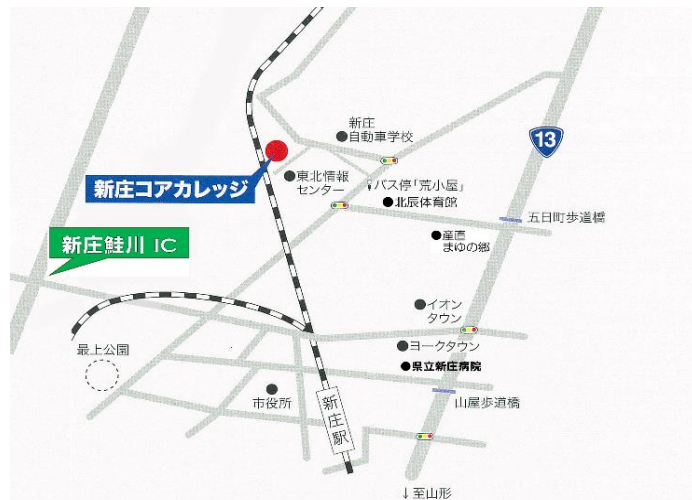 新庄
自動車学校
13
新庄コアカレッジ
東北情報
センター
バス停「荒小屋」
北辰体育館
五日町歩道橋
新庄鮭川 IC
産直
まゆの郷
イオン
タウン
ヨークタウン
最上公園
県立新庄病院
市役所
新庄駅
山屋歩道橋
↓至山形